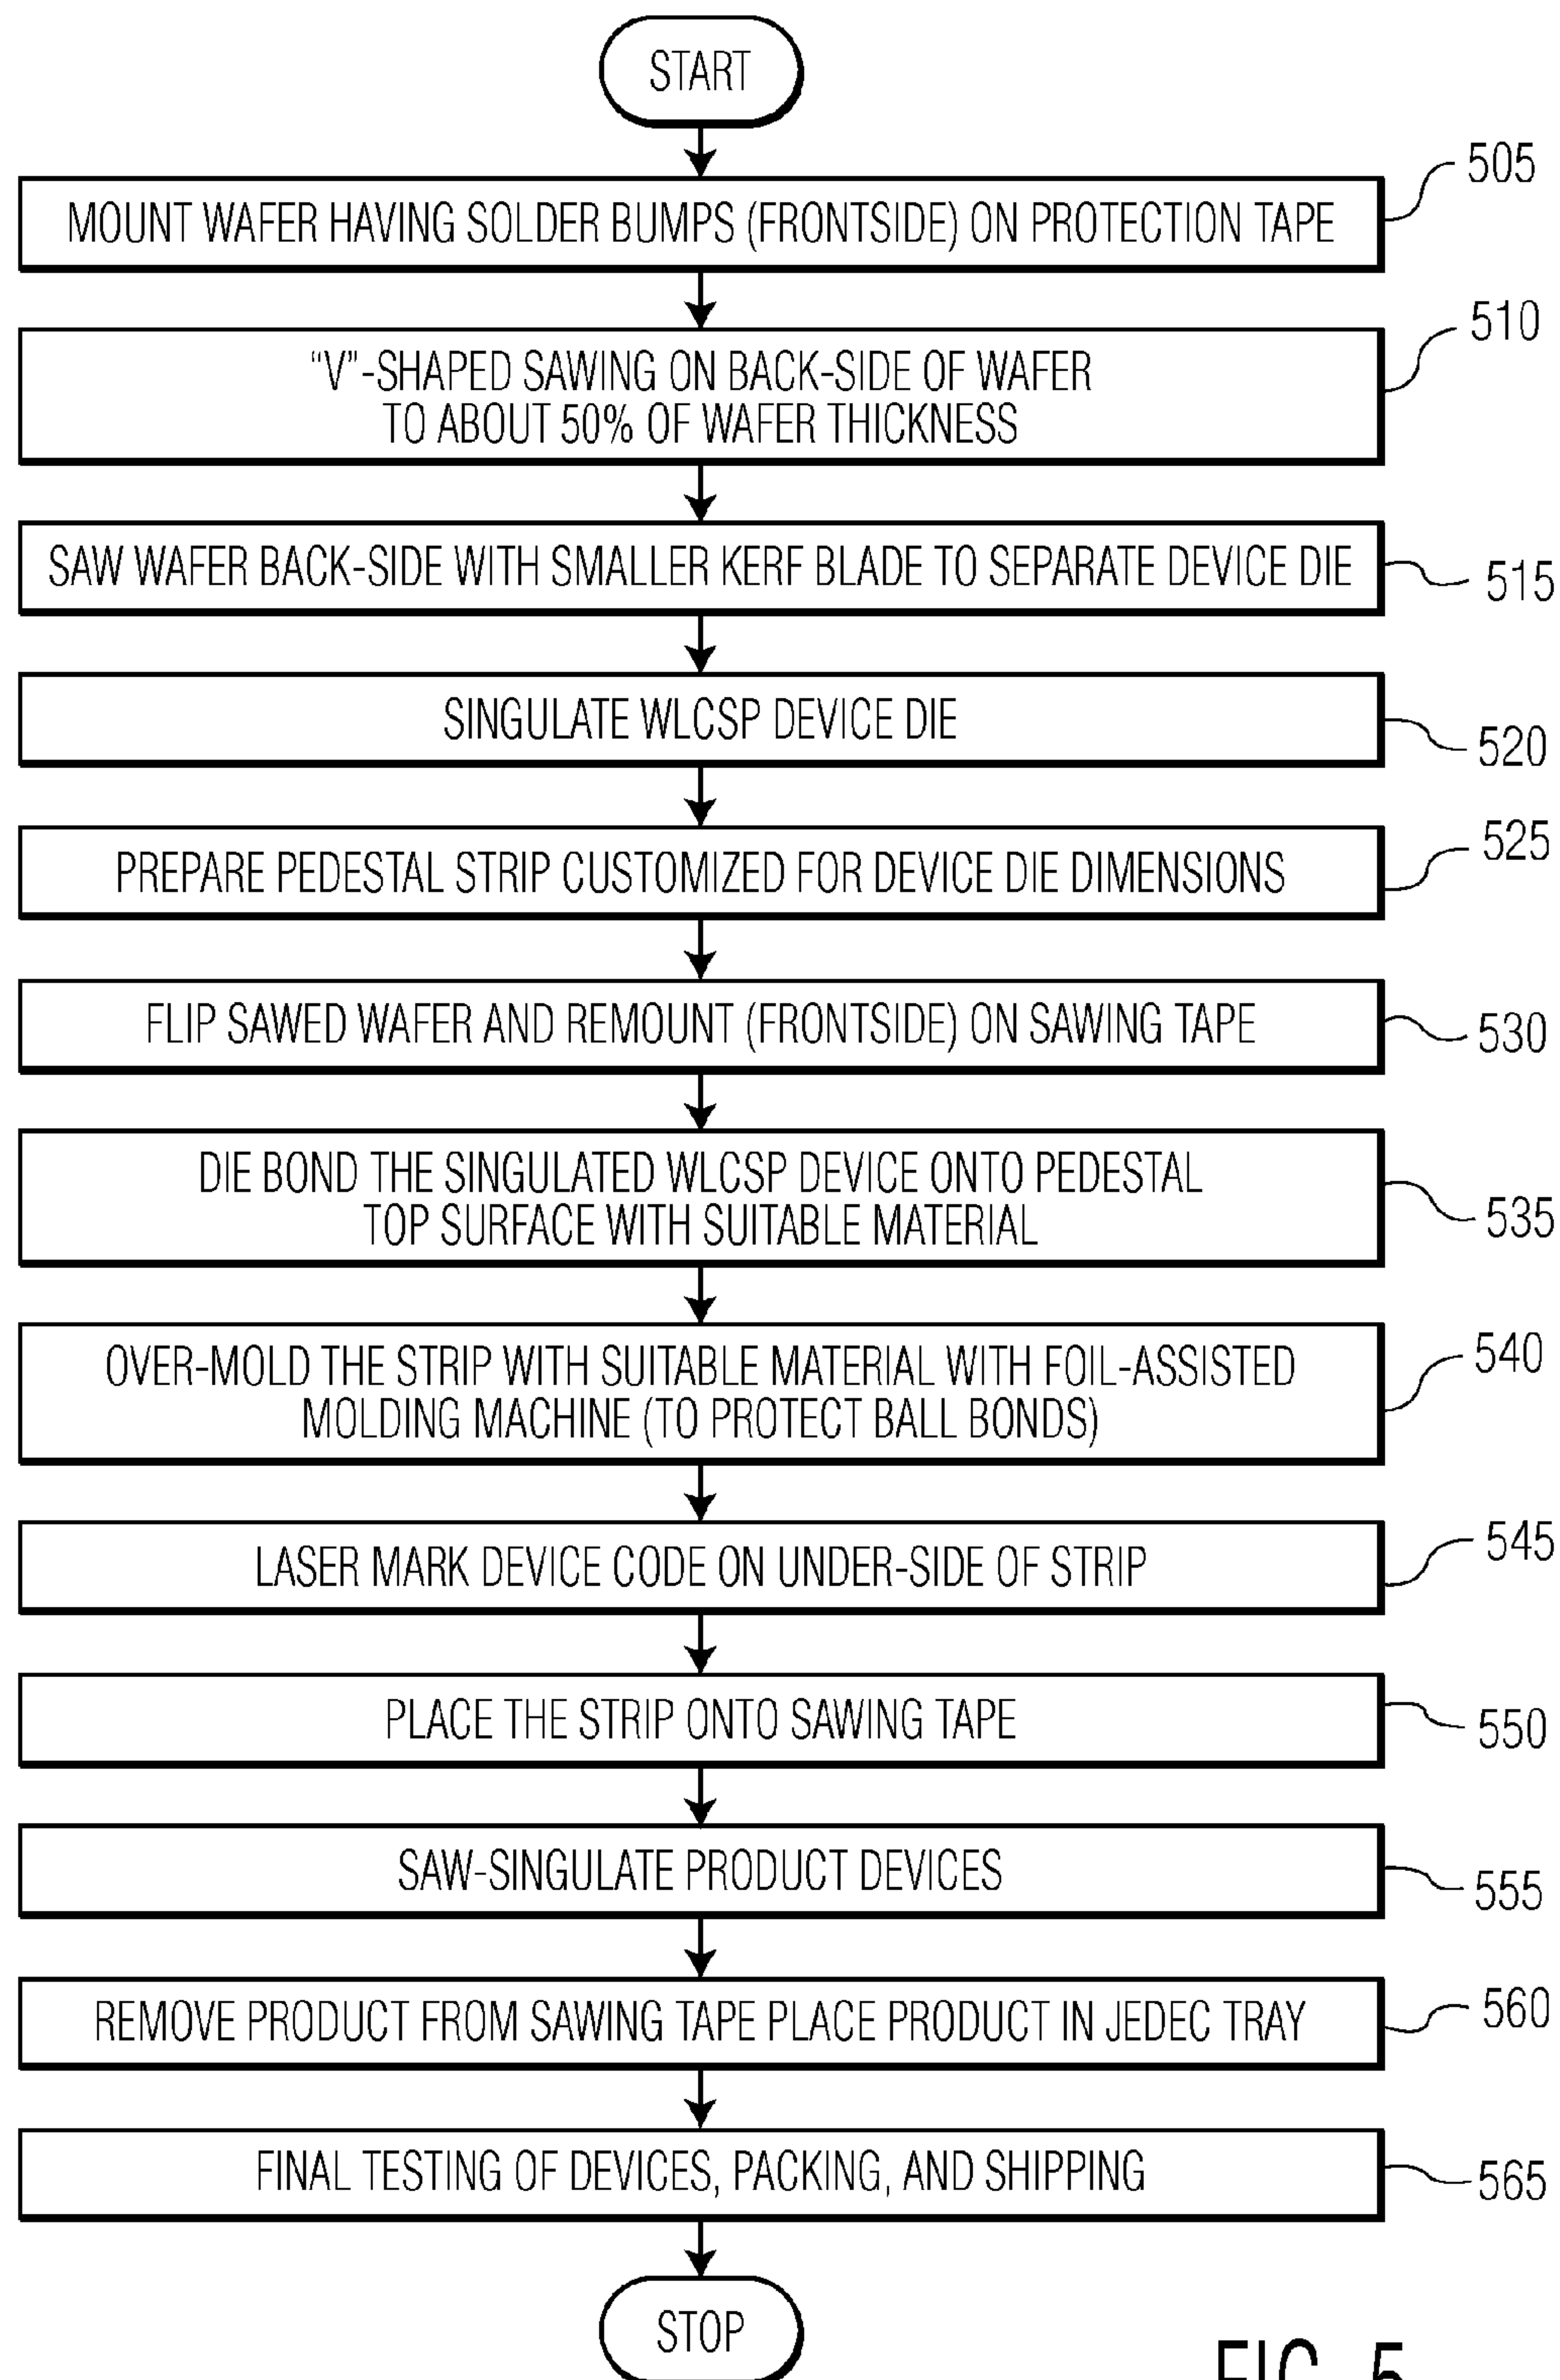 START
MOUNT WAFER HAVING SOLDER BUMPS (FRONTSIDE) ON PROTECTION TAPE
505
"V"-SHAPED SAWING ON BACK-SIDE OF WAFER
TO ABOUT 50% OF WAFER THICKNESS
510
SAW WAFER BACK-SIDE WITH SMALLER KERF BLADE TO SEPARATE DEVICE DIE
515
SINGULATE WLCSP DEVICE DIE
520
PREPARE PEDESTAL STRIP CUSTOMIZED FOR DEVICE DIE DIMENSIONS
525
FLIP SAWED WAFER AND REMOUNT (FRONTSIDE) ON SAWING TAPE
530
DIE BOND THE SINGULATED WLCSP DEVICE ONTO PEDESTAL
TOP SURFACE WITH SUITABLE MATERIAL
535
OVER-MOLD THE STRIP WITH SUITABLE MATERIAL WITH FOIL-ASSISTED
MOLDING MACHINE (TO PROTECT BALL BONDS)
540
LASER MARK DEVICE CODE ON UNDER-SIDE OF STRIP
545
PLACE THE STRIP ONTO SAWING TAPE
550
SAW-SINGULATE PRODUCT DEVICES
555
REMOVE PRODUCT FROM SAWING TAPE PLACE PRODUCT IN JEDEC TRAY
560
FINAL TESTING OF DEVICES, PACKING, AND SHIPPING
565
STOP
FIG. 5